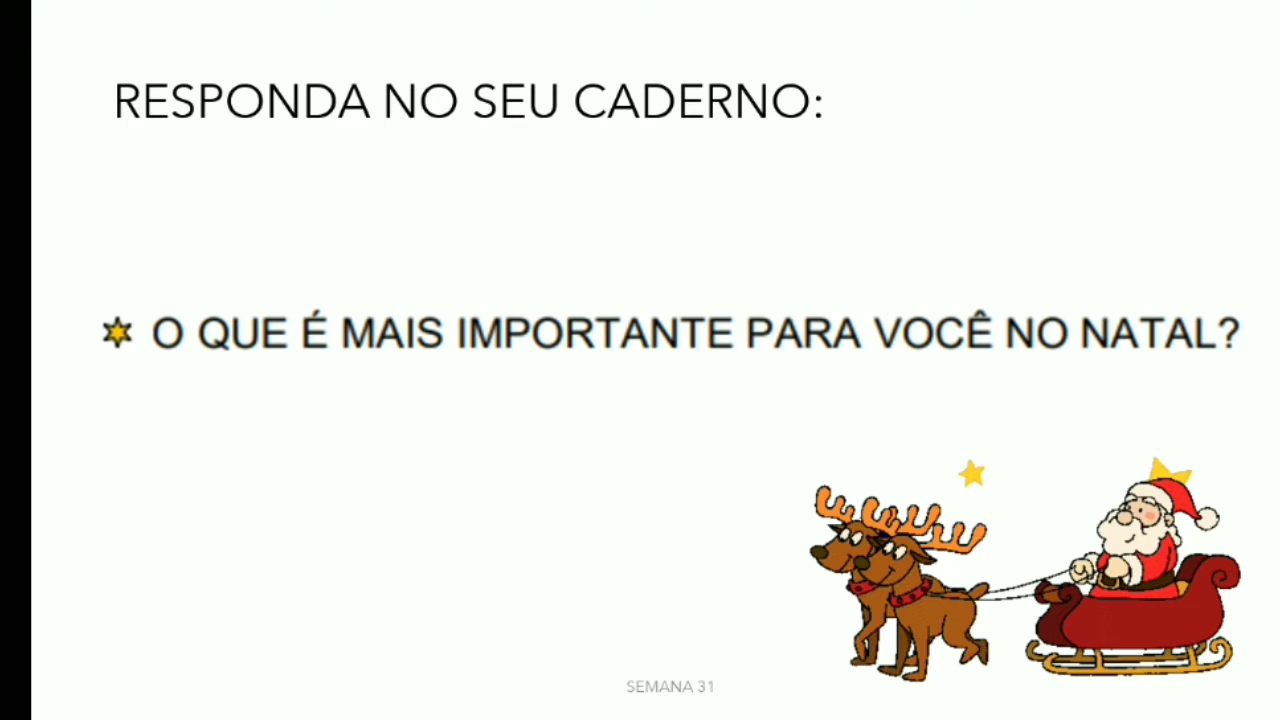 RESPONDA NO SEU CADERNO:
O QUE É MAIS IMPORTANTE PARA VOCÊ NO NATAL?
SEMANA 31